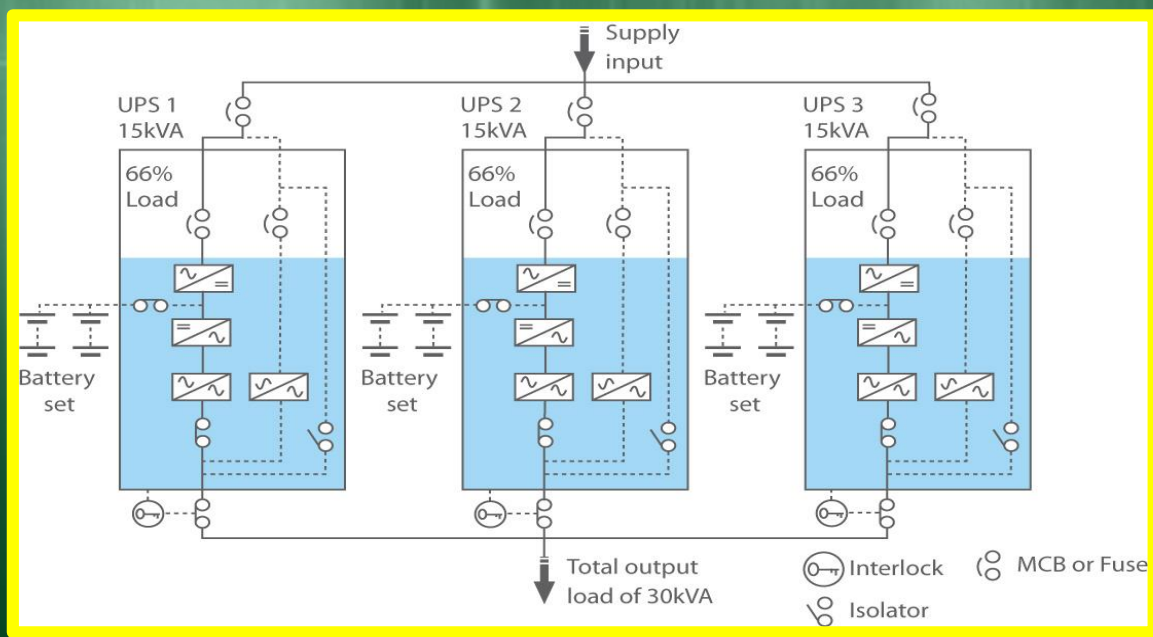 Supply
input
UPS 1
15kVA
UPS 2
15kVA
UPS 3
15kVA
66%
Load
66%
Load
66%
Load
Battery
set
Battery
set
Battery
set
Total output
load of 30kVA
Interlock
MCB or Fuse
Isolator